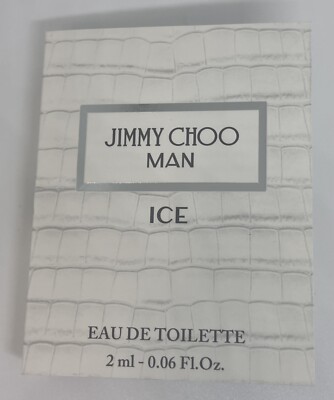 JIMMY CHOO
MAN
ICE
EAU DE TOILETTE
2 ml - 0.06 Fl.Oz.